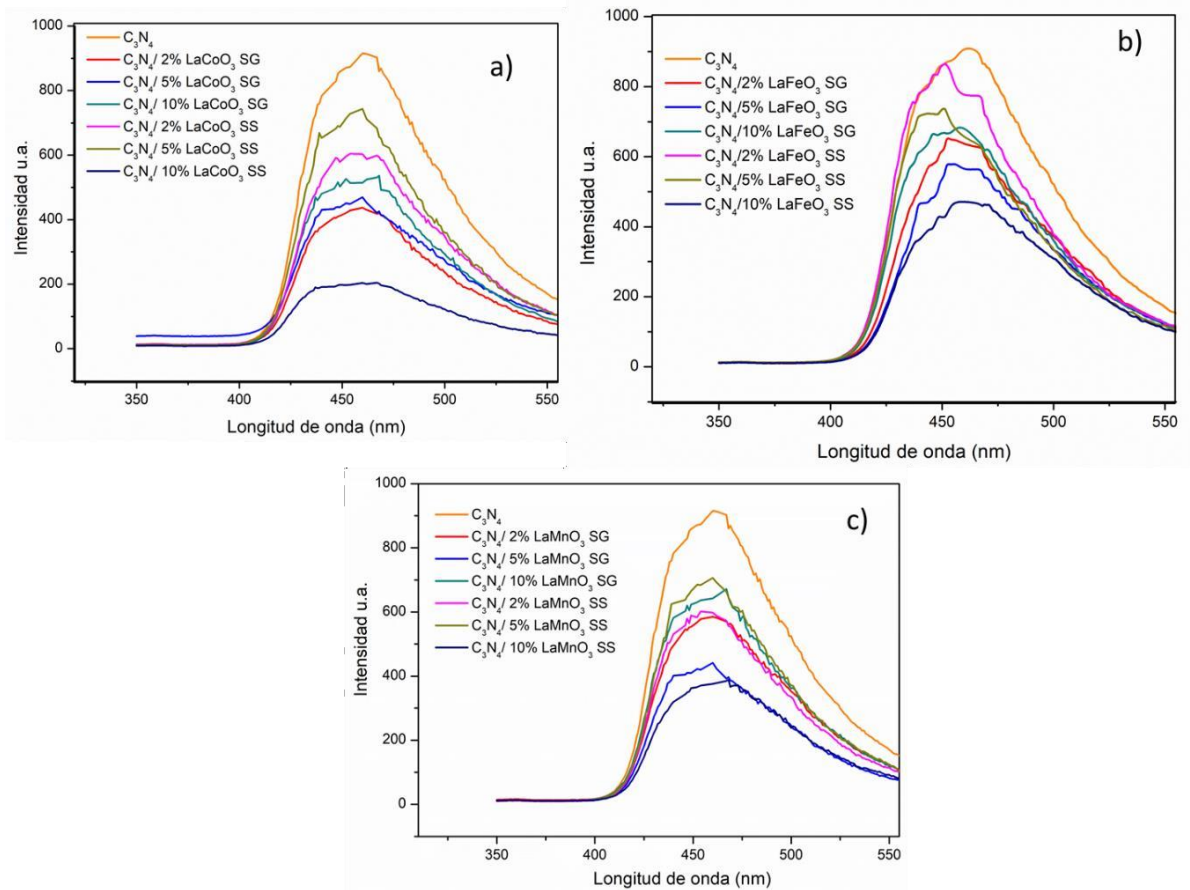 a)
C₃N₄
C₃N₄/ 2% LaCoO₃ SG
C₃N₄/ 5% LaCoO₃ SG
C₃N₄/ 10% LaCoO₃ SG
C₃N₄/ 2% LaCoO₃ SS
C₃N₄/ 5% LaCoO₃ SS
C₃N₄/ 10% LaCoO₃ SS
Intensidad u.a.
1000
800
600
400
200
0
350 400 450 500 550
Longitud de onda (nm)
b)
C₃N₄
C₃N₄/2% LaFeO₃ SG
C₃N₄/5% LaFeO₃ SG
C₃N₄/10% LaFeO₃ SG
C₃N₄/2% LaFeO₃ SS
C₃N₄/5% LaFeO₃ SS
C₃N₄/10% LaFeO₃ SS
Intensidad u.a.
1000
800
600
400
200
0
350 400 450 500 550
Longitud de onda (nm)
c)
C₃N₄
C₃N₄/ 2% LaMnO₃ SG
C₃N₄/ 5% LaMnO₃ SG
C₃N₄/ 10% LaMnO₃ SG
C₃N₄/ 2% LaMnO₃ SS
C₃N₄/ 5% LaMnO₃ SS
C₃N₄/ 10% LaMnO₃ SS
Intensidad u.a.
1000
800
600
400
200
0
350 400 450 500 550
Longitud de onda (nm)